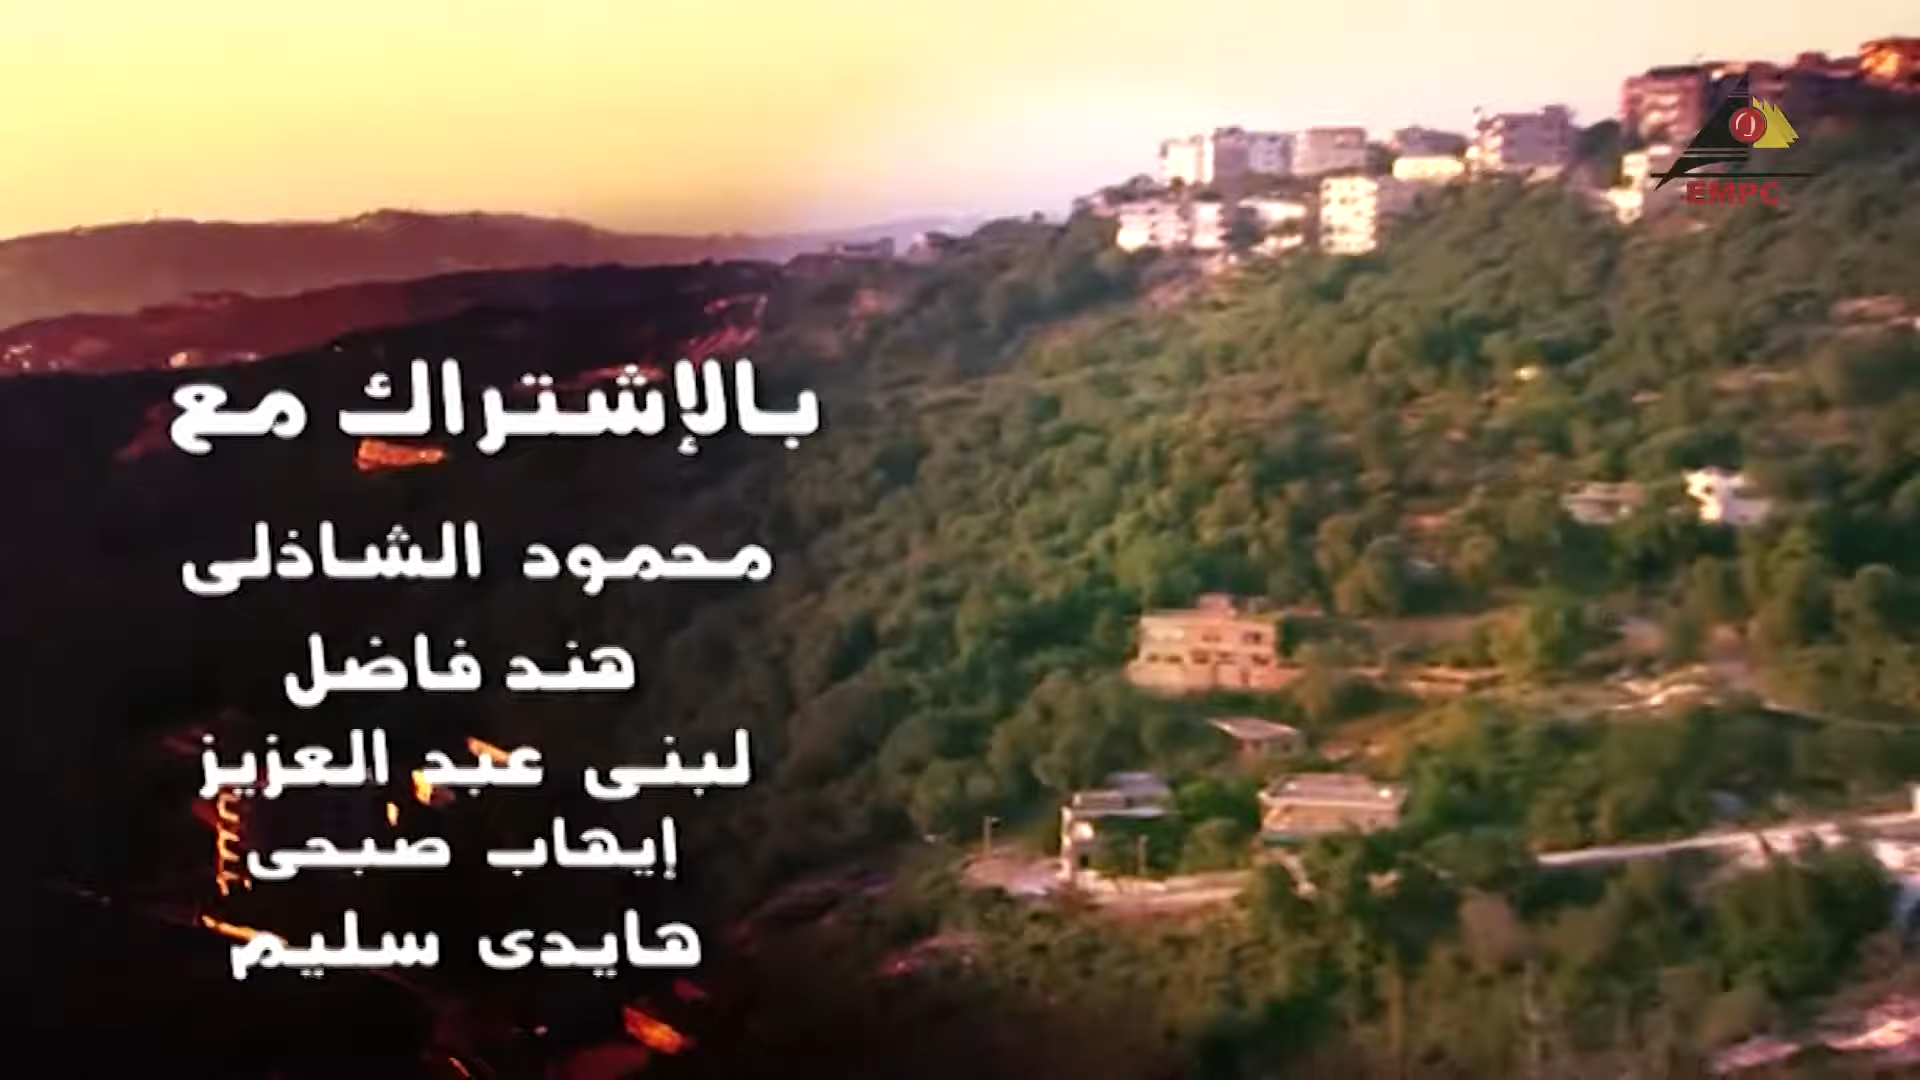 EMPC
بالإشتراك مع
محمود الشاذلى
هند فاضل
لبنى عبد العزيز
إيهاب صبحى
هايدى سليم